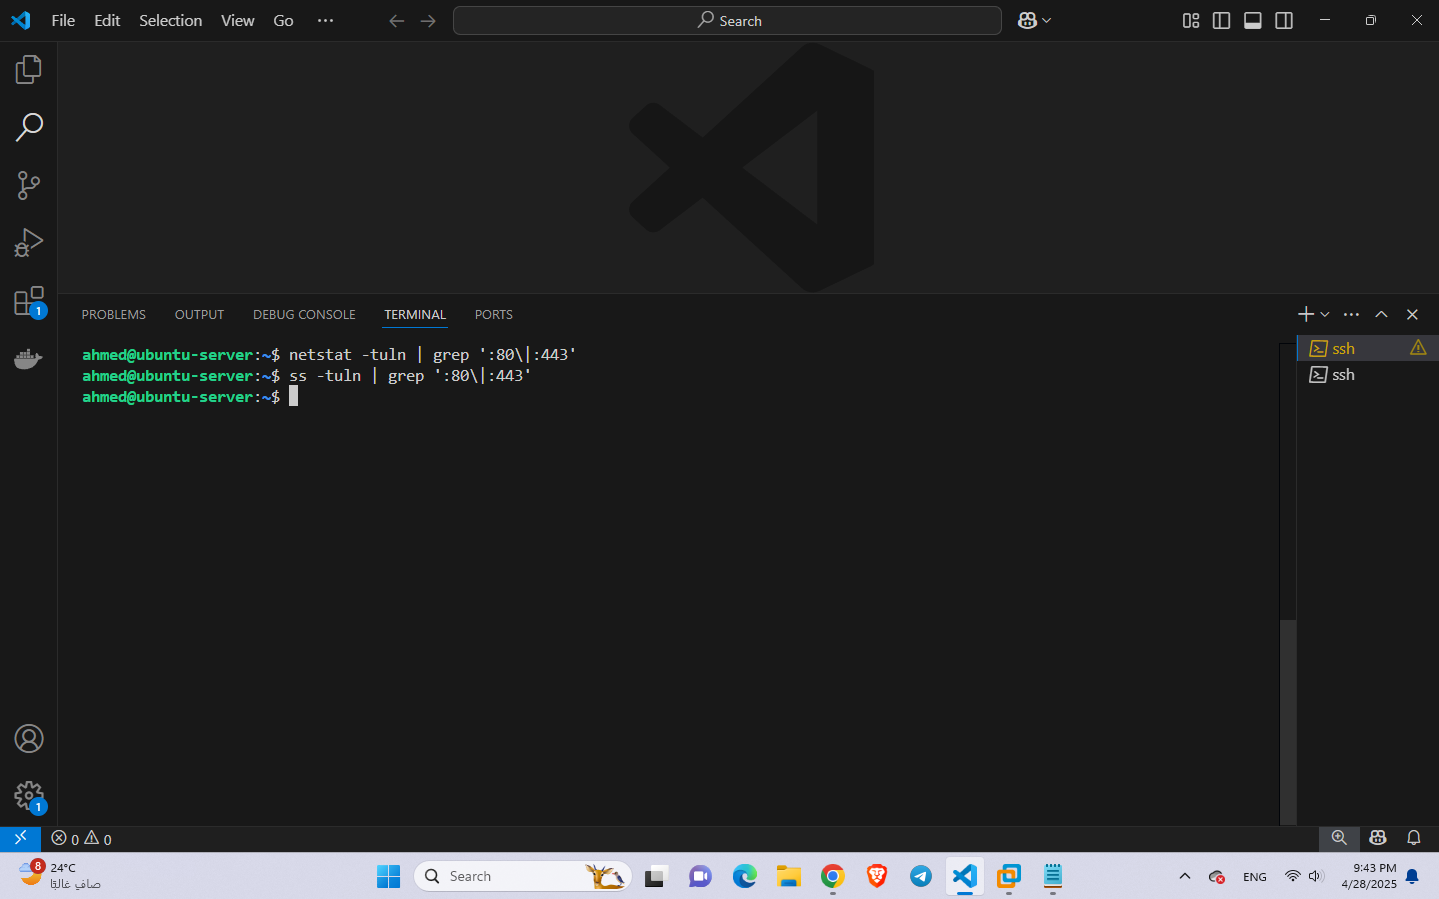 File Edit Selection View Go ···
Search
PROBLEMS OUTPUT DEBUG CONSOLE TERMINAL PORTS
ahmed@ubuntu-server:~$ netstat -tuln | grep ':80\|:443'
ahmed@ubuntu-server:~$ ss -tuln | grep ':80\|:443'
ahmed@ubuntu-server:~$
ssh
ssh
1
1
0 0
8
24°C
صافٍ غالبًا
Search
ENG
9:43 PM
4/28/2025